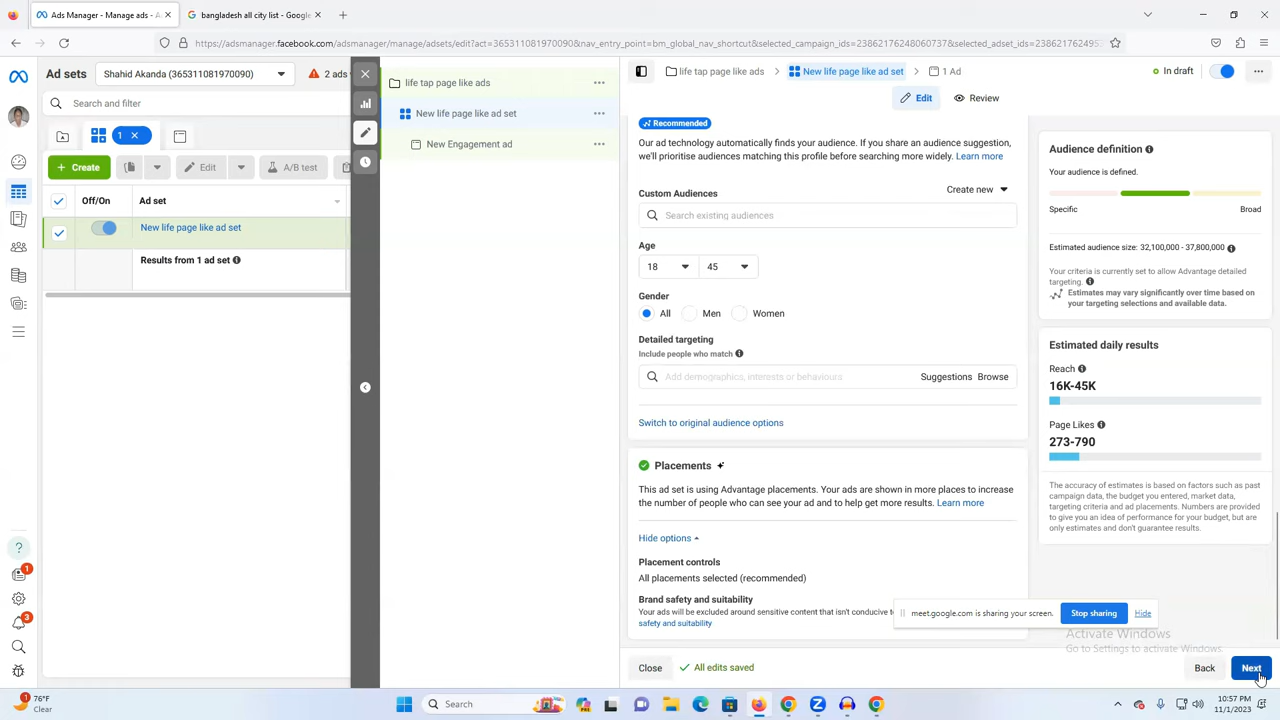 Ads Manager - Manage ads - A
bangladesh all city list - Google
https://adsmanager.facebook.com/adsmanager/manage/adsets/edit?act=365311081970090&nav_entry_point=bm_global_nav_shortcut&selected_campaign_ids=23862176248060737&selected_adset_ids=2386217624953
Ad sets
Shahid Akanda (365311081970090)
2 ads
Search and filter
1
Create
Edit
A/B test
Off/On
Ad set
New life page like ad set
Results from 1 ad set
life tap page like ads
New life page like ad set
New Engagement ad
life tap page like ads
New life page like ad set
1 Ad
In draft
Edit
Review
Recommended
Our ad technology automatically finds your audience. If you share an audience suggestion,
we'll prioritise audiences matching this profile before searching more widely. Learn more
Custom Audiences
Create new
Search existing audiences
Age
18
45
Gender
All
Men
Women
Detailed targeting
Include people who match
Add demographics, interests or behaviours
Suggestions
Browse
Switch to original audience options
Placements
This ad set is using Advantage placements. Your ads are shown in more places to increase
the number of people who can see your ad and to help get more results. Learn more
Hide options
Placement controls
All placements selected (recommended)
Brand safety and suitability
Your ads will be excluded around sensitive content that isn't conducive
safety and suitability
Audience definition
Your audience is defined.
Specific
Broad
Estimated audience size: 32,100,000 - 37,800,000
Your criteria is currently set to allow Advantage detailed
targeting.
Estimates may vary significantly over time based on
your targeting selections and available data.
Estimated daily results
Reach
16K-45K
Page Likes
273-790
The accuracy of estimates is based on factors such as past
campaign data, the budget you entered, market data,
targeting criteria and ad placements. Numbers are provided
to give you an idea of performance for your budget, but are
only estimates and don't guarantee results.
meet.google.com is sharing your screen.
Stop sharing
Hide
Activate Windows
Go to Settings to activate Windows.
Close
All edits saved
Back
Next
1
3
1
76°F
Clear
Search
10:57 PM
11/1/2023